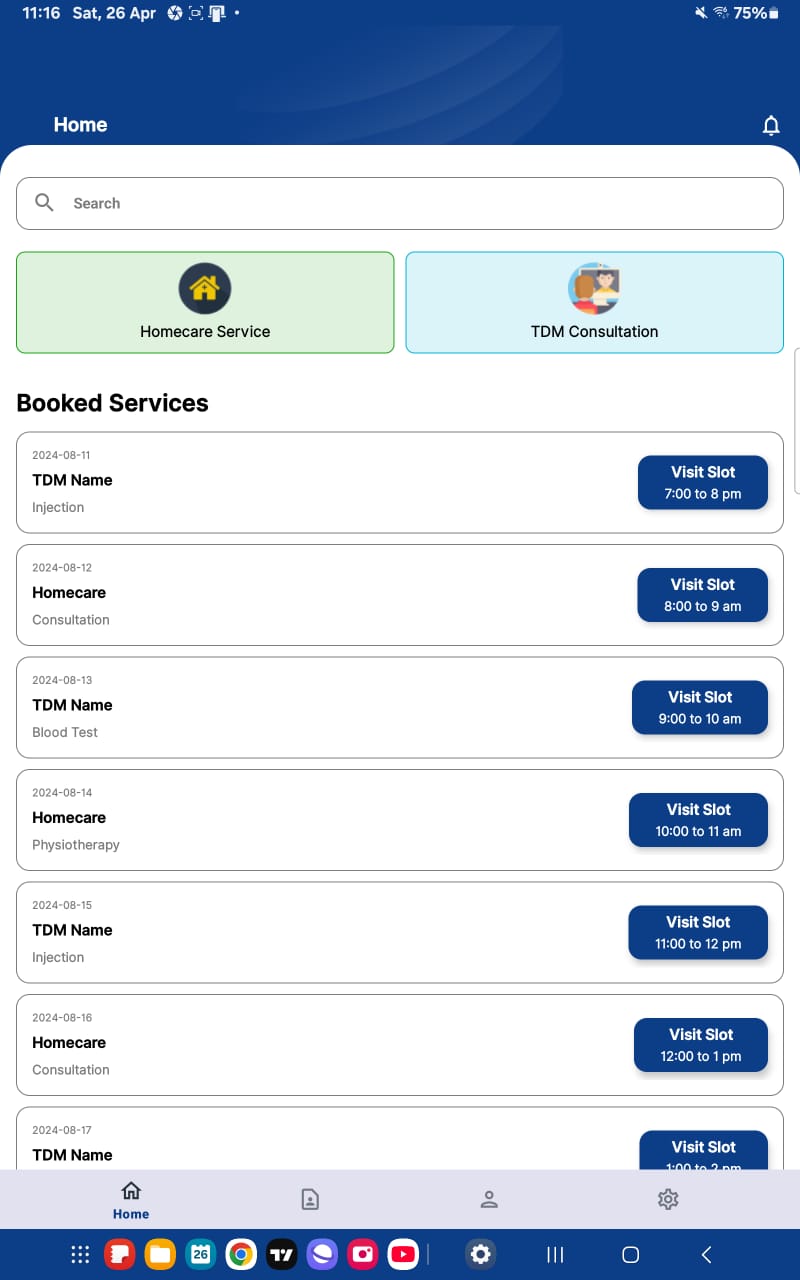 11:16 Sat, 26 Apr
75%
Home
Search
Homecare Service
TDM Consultation
Booked Services
2024-08-11
TDM Name
Injection
Visit Slot
7:00 to 8 pm
2024-08-12
Homecare
Consultation
Visit Slot
8:00 to 9 am
2024-08-13
TDM Name
Blood Test
Visit Slot
9:00 to 10 am
2024-08-14
Homecare
Physiotherapy
Visit Slot
10:00 to 11 am
2024-08-15
TDM Name
Injection
Visit Slot
11:00 to 12 pm
2024-08-16
Homecare
Consultation
Visit Slot
12:00 to 1 pm
2024-08-17
TDM Name
Visit Slot
1:00 to 2 pm
Home
26